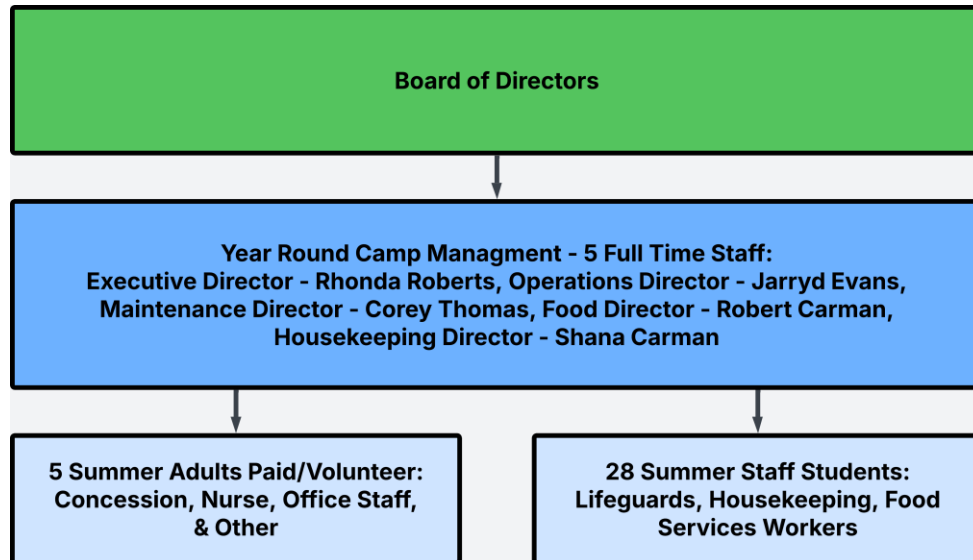 Board of Directors
Year Round Camp Managment - 5 Full Time Staff:
Executive Director - Rhonda Roberts, Operations Director - Jarryd Evans,
Maintenance Director - Corey Thomas, Food Director - Robert Carman,
Housekeeping Director - Shana Carman
5 Summer Adults Paid/Volunteer:
Concession, Nurse, Office Staff,
& Other
28 Summer Staff Students:
Lifeguards, Housekeeping, Food
Services Workers